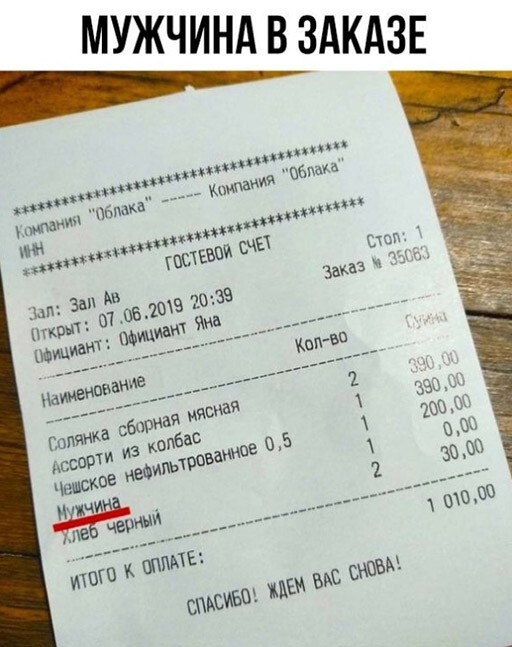 МУЖЧИНА В ЗАКАЗЕ
************************************
Компания "Облака" ----- Компания "Облака"
ИНН
************************************
ГОСТЕВОЙ СЧЕТ
Зал: Зал Ав Стол: 1
Открыт: 07.06.2019 20:39 Заказ № 35063
Официант: Официант Яна
Наименование Кол-во Сумма
Солянка сборная мясная 2 390,00
Ассорти из колбас 1 390,00
Чешское нефильтрованное 0,5 1 200,00
Мужчина 1 0,00
Хлеб черный 2 30,00
ИТОГО К ОПЛАТЕ: 1 010,00
СПАСИБО! ЖДЕМ ВАС СНОВА!